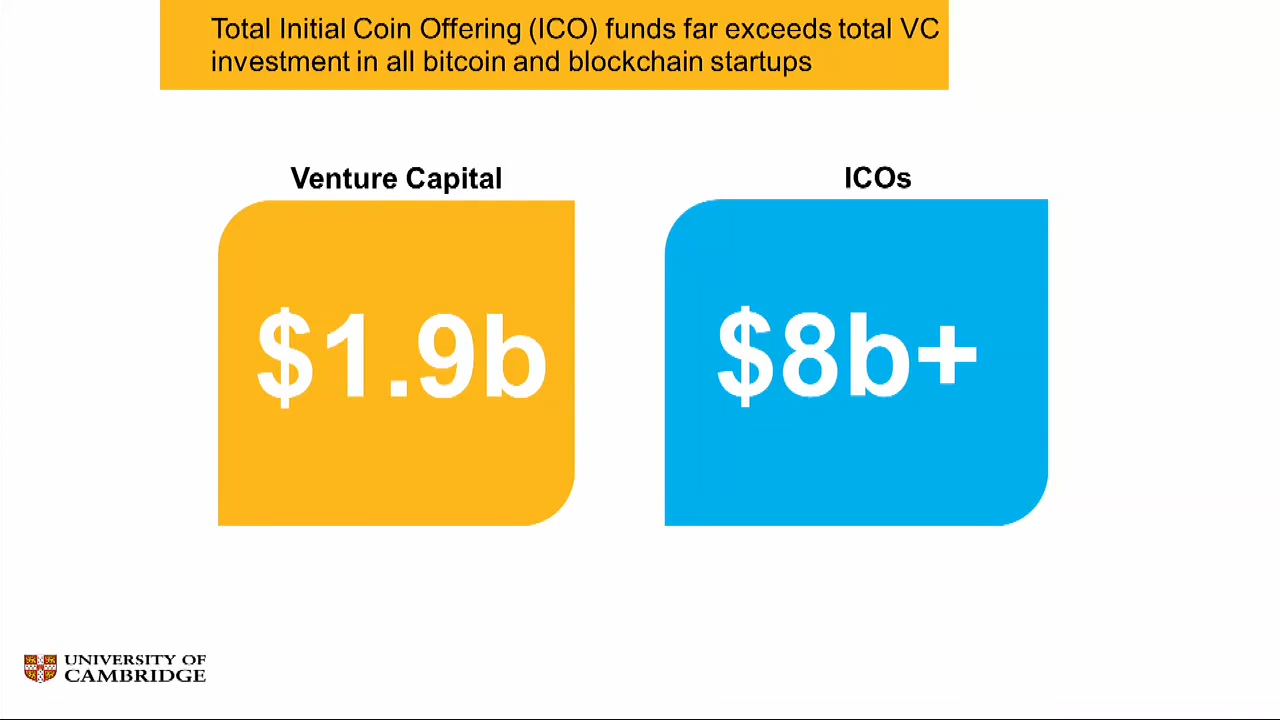 Total Initial Coin Offering (ICO) funds far exceeds total VC
investment in all bitcoin and blockchain startups
Venture Capital
ICOs
$1.9b
$8b+
UNIVERSITY OF
CAMBRIDGE